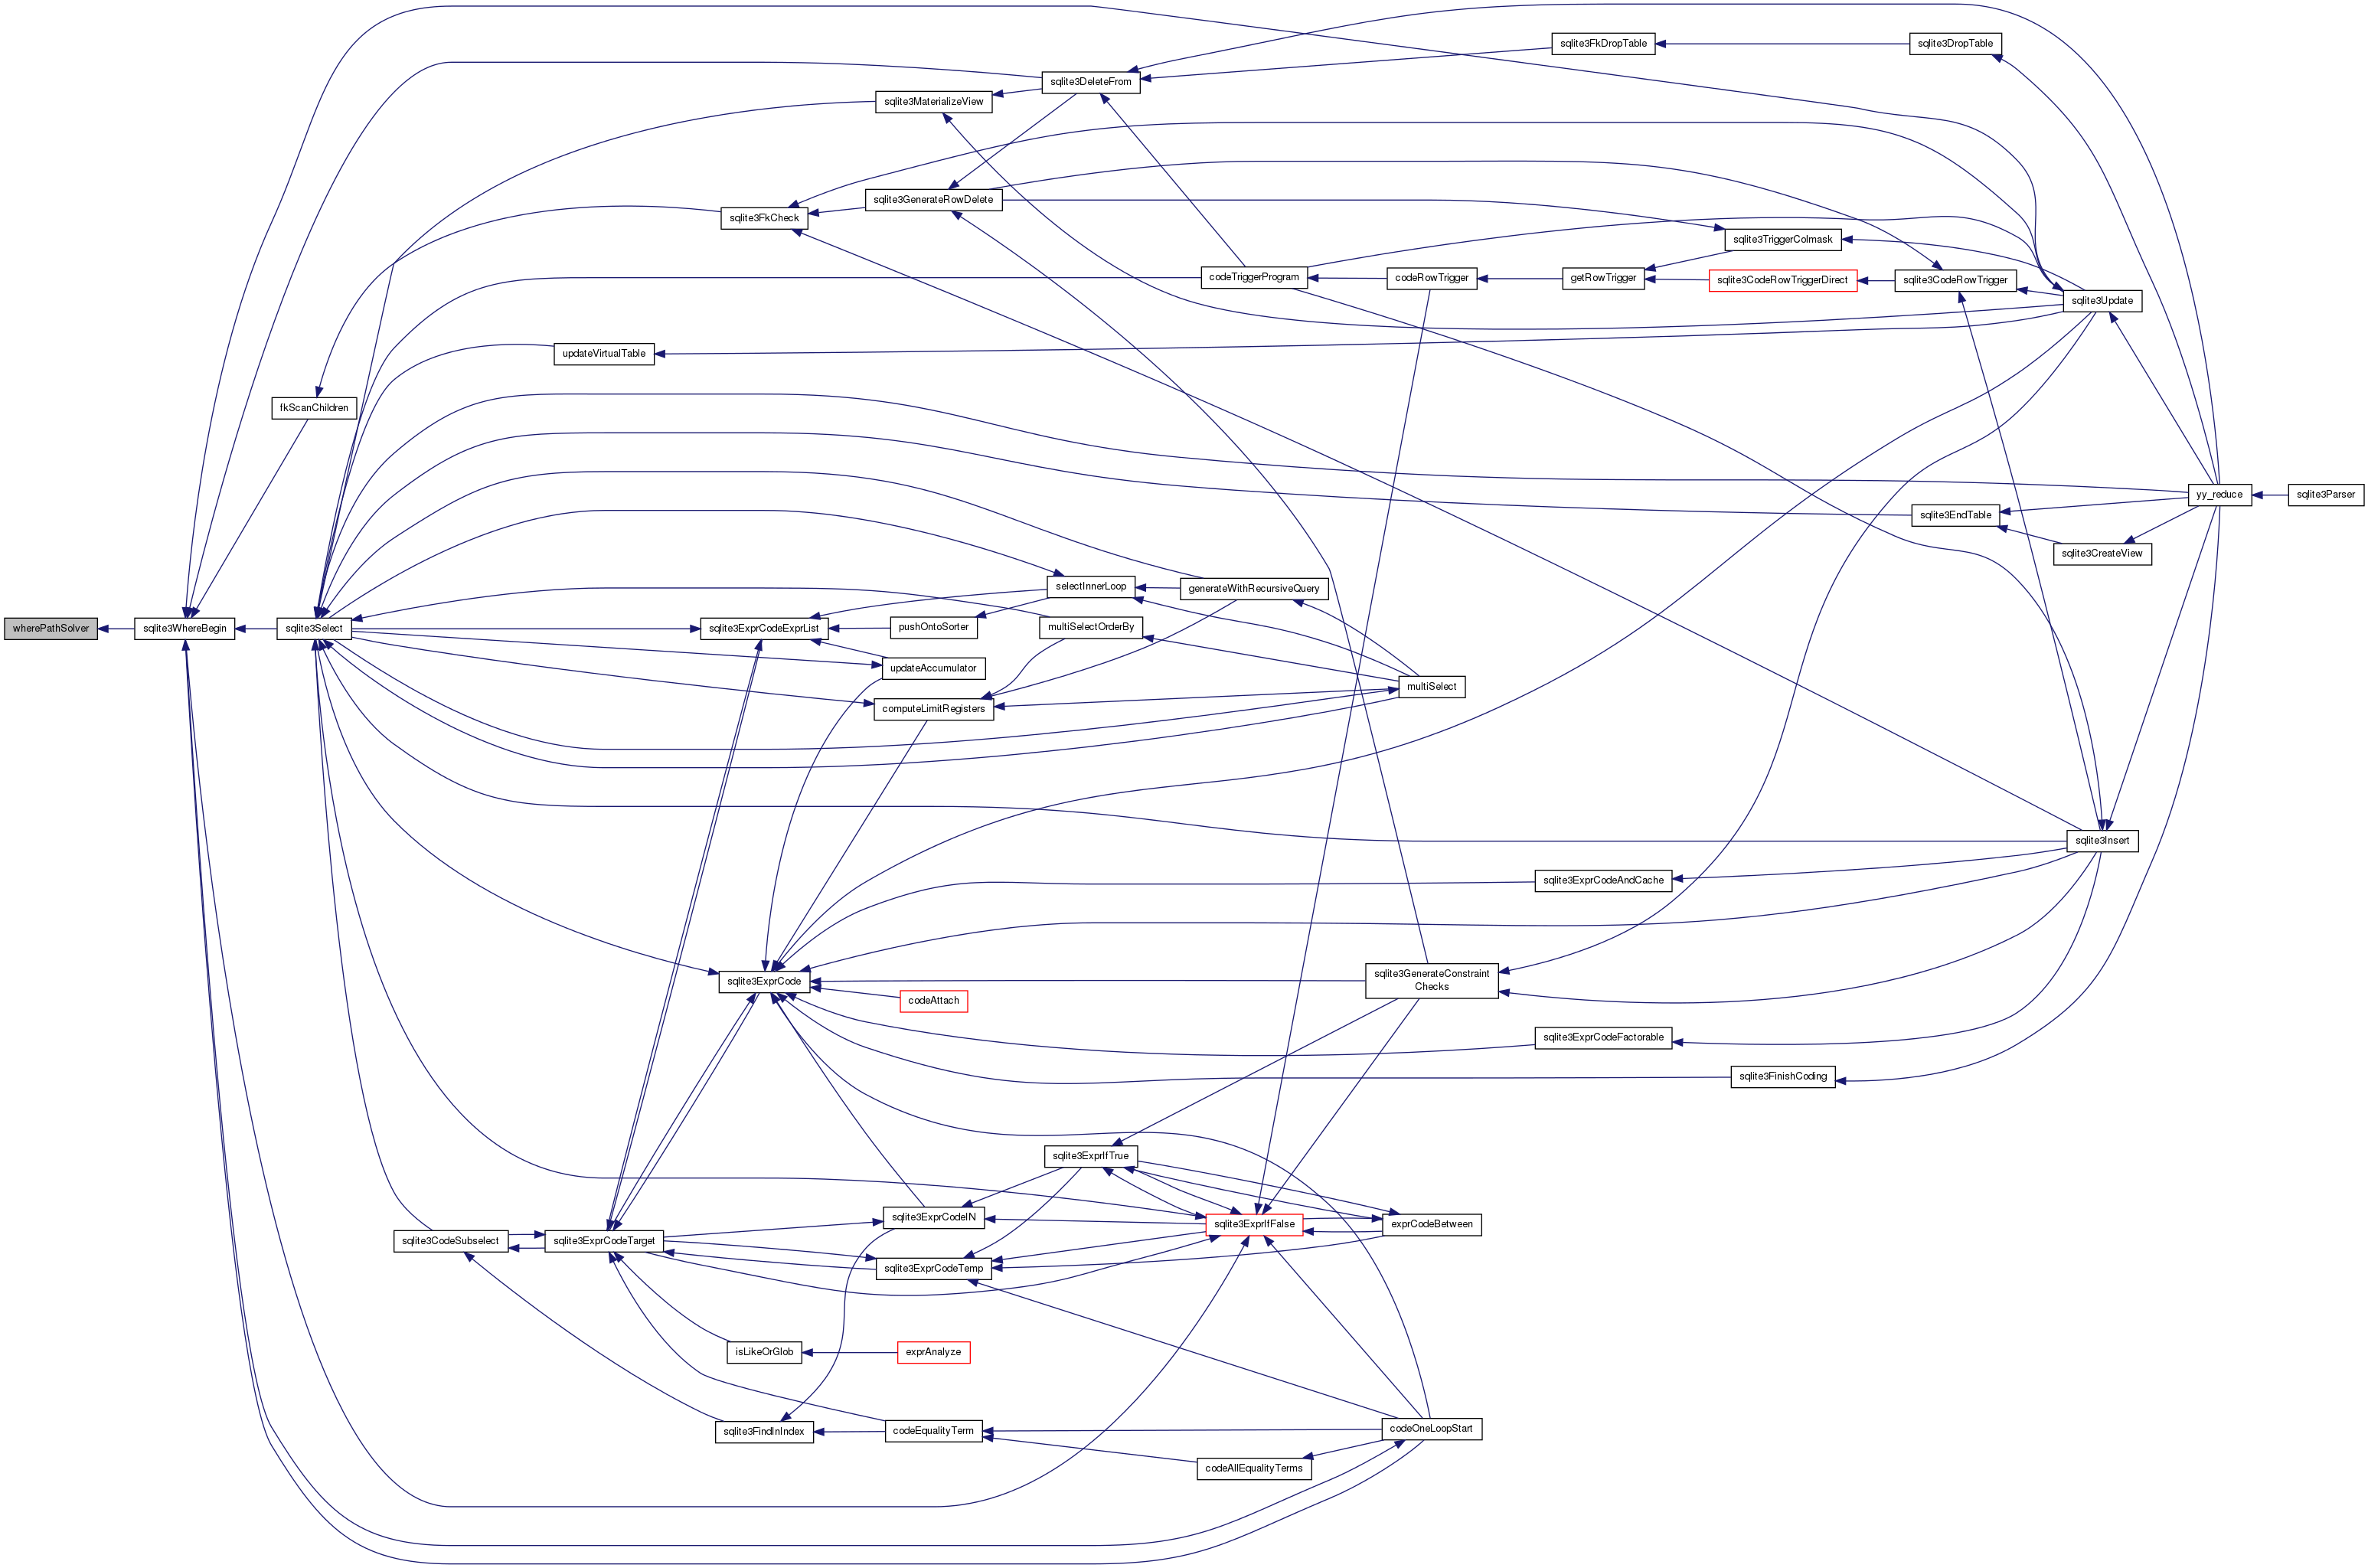 sqlite3FkDropTable
sqlite3DropTable
sqlite3DeleteFrom
sqlite3MaterializeView
sqlite3GenerateRowDelete
sqlite3FkCheck
sqlite3TriggerColmask
codeTriggerProgram
codeRowTrigger
getRowTrigger
sqlite3CodeRowTriggerDirect
sqlite3CodeRowTrigger
sqlite3Update
updateVirtualTable
fkScanChildren
yy_reduce
sqlite3Parser
sqlite3EndTable
sqlite3CreateView
selectInnerLoop
generateWithRecursiveQuery
wherePathSolver
sqlite3WhereBegin
sqlite3Select
sqlite3ExprCodeExprList
pushOntoSorter
multiSelectOrderBy
updateAccumulator
multiSelect
computeLimitRegisters
sqlite3Insert
sqlite3ExprCodeAndCache
sqlite3ExprCode
sqlite3GenerateConstraint
Checks
codeAttach
sqlite3ExprCodeFactorable
sqlite3FinishCoding
sqlite3ExprIfTrue
sqlite3ExprCodeIN
sqlite3ExprIfFalse
exprCodeBetween
sqlite3CodeSubselect
sqlite3ExprCodeTarget
sqlite3ExprCodeTemp
isLikeOrGlob
exprAnalyze
sqlite3FindInIndex
codeEqualityTerm
codeOneLoopStart
codeAllEqualityTerms